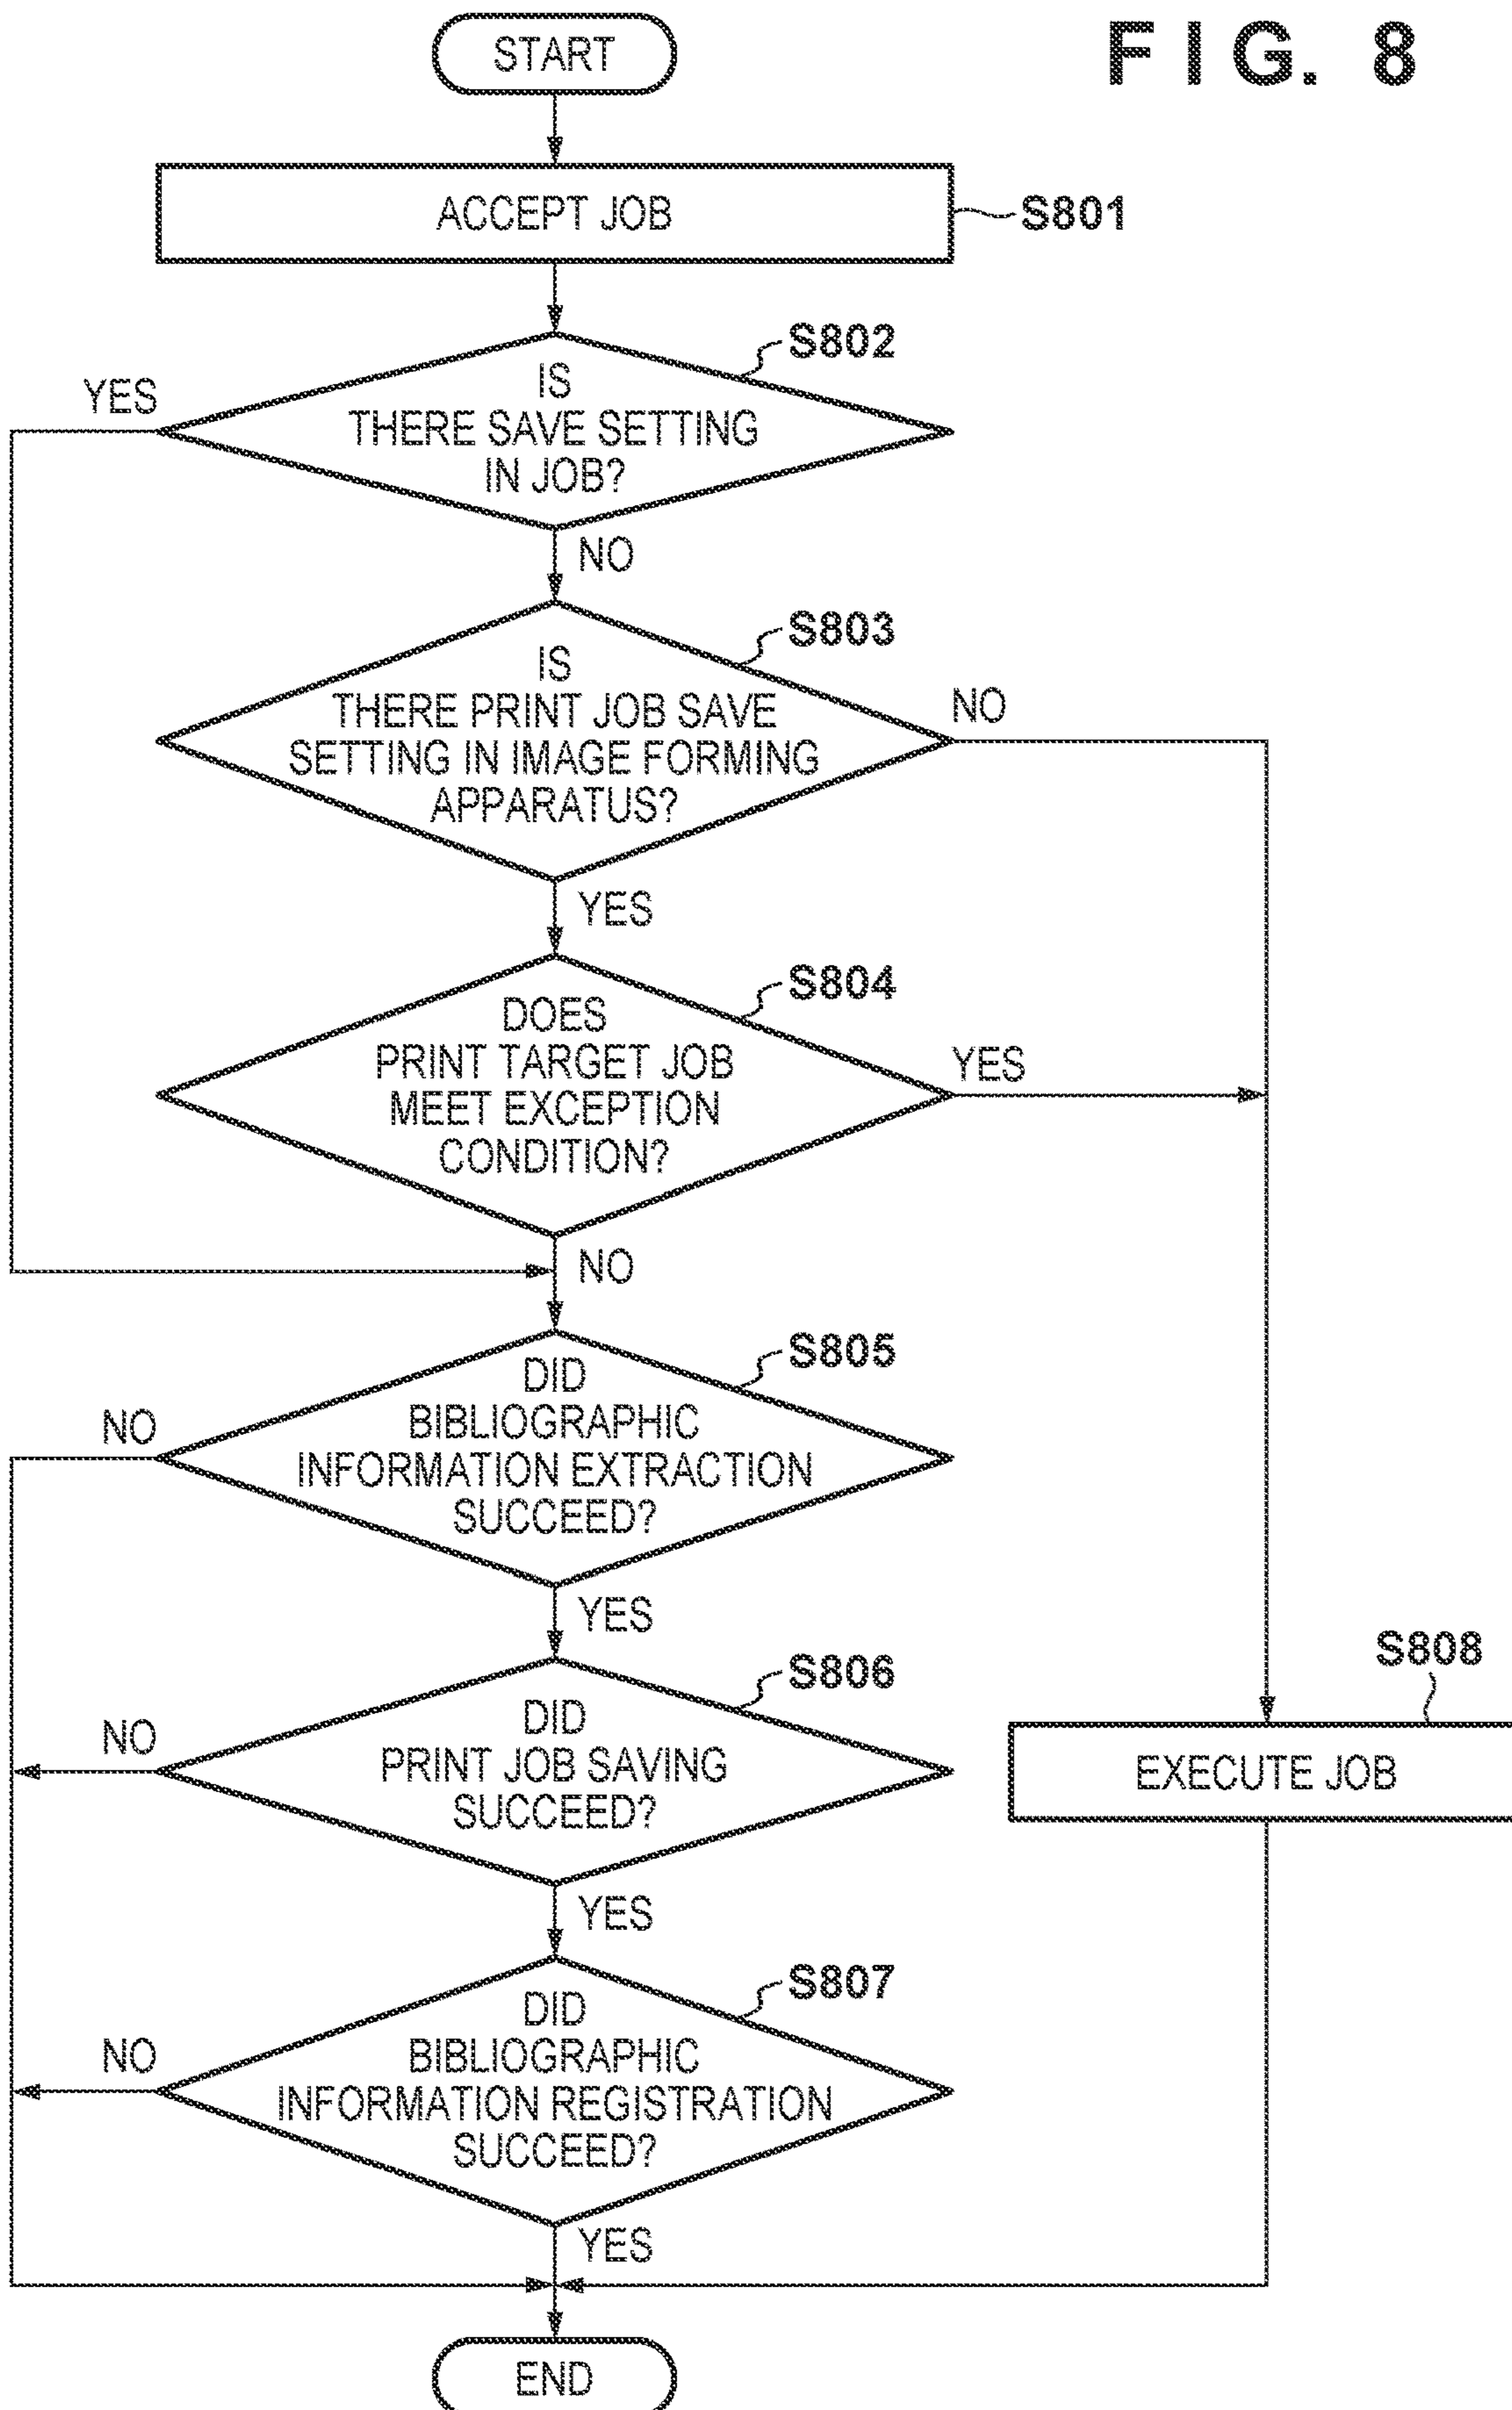 FIG. 8
START
ACCEPT JOB
S801
S802
YES
IS
THERE SAVE SETTING
IN JOB?
NO
S803
IS
THERE PRINT JOB SAVE
SETTING IN IMAGE FORMING
APPARATUS?
NO
YES
S804
DOES
PRINT TARGET JOB
MEET EXCEPTION
CONDITION?
YES
NO
S805
DID
BIBLIOGRAPHIC
INFORMATION EXTRACTION
SUCCEED?
NO
YES
S806
DID
PRINT JOB SAVING
SUCCEED?
NO
S808
EXECUTE JOB
YES
S807
DID
BIBLIOGRAPHIC
INFORMATION REGISTRATION
SUCCEED?
NO
YES
END